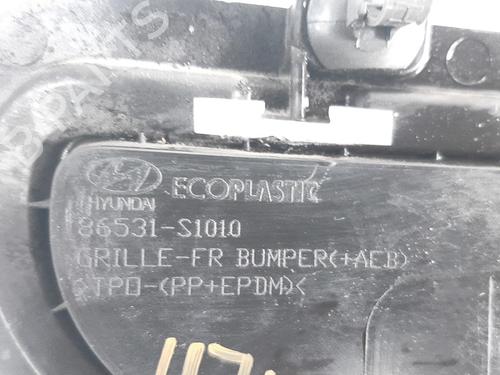 ECOPLASTIC
HYUNDAI
86531-S1010
GRILLE-FR BUMPER(+AEB)
>TPO-(PP+EPDM)<